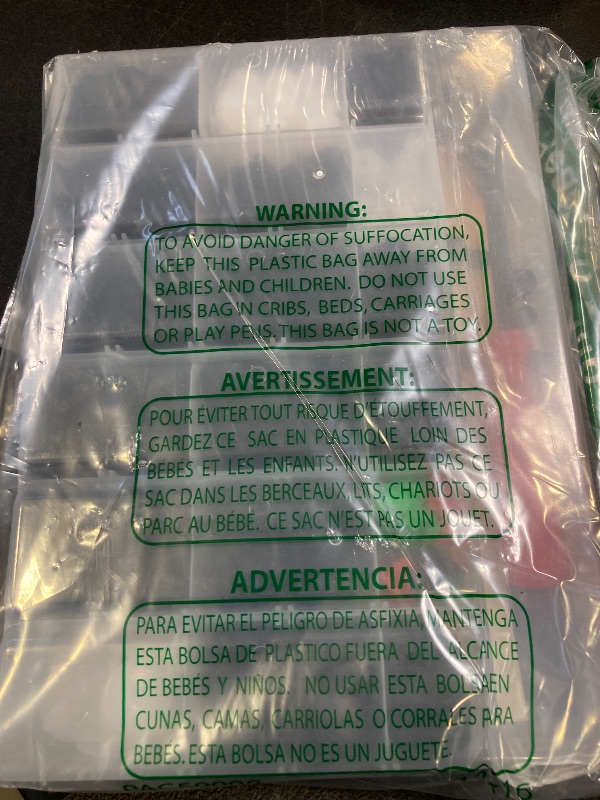 WARNING:
TO AVOID DANGER OF SUFFOCATION,
KEEP THIS PLASTIC BAG AWAY FROM
BABIES AND CHILDREN. DO NOT USE
THIS BAG IN CRIBS, BEDS, CARRIAGES
OR PLAY PENS. THIS BAG IS NOT A TOY.
AVERTISSEMENT:
POUR ÉVITER TOUT REQUE D'ÉTOUFFEMENT,
GARDEZ CE SAC EN PLASTIQUE LOIN DES
BÉBÉS ET LES ENFANTS. N'UTILISEZ PAS CE
SAC DANS LES BERCEAUX, LITS, CHARIOTS OU
PARC AU BÉBÉ. CE SAC N'EST PAS UN JOUET.
ADVERTENCIA:
PARA EVITAR EL PELIGRO DE ASFIXIA, MANTENGA
ESTA BOLSA DE PLASTICO FUERA DEL ALCANCE
DE BEBÉS Y NIÑOS. NO USAR ESTA BOLSAEN
CUNAS, CAMAS, CARRIOLAS O CORRALES PARA
BEBÉS. ESTA BOLSA NO ES UN JUGUETE.